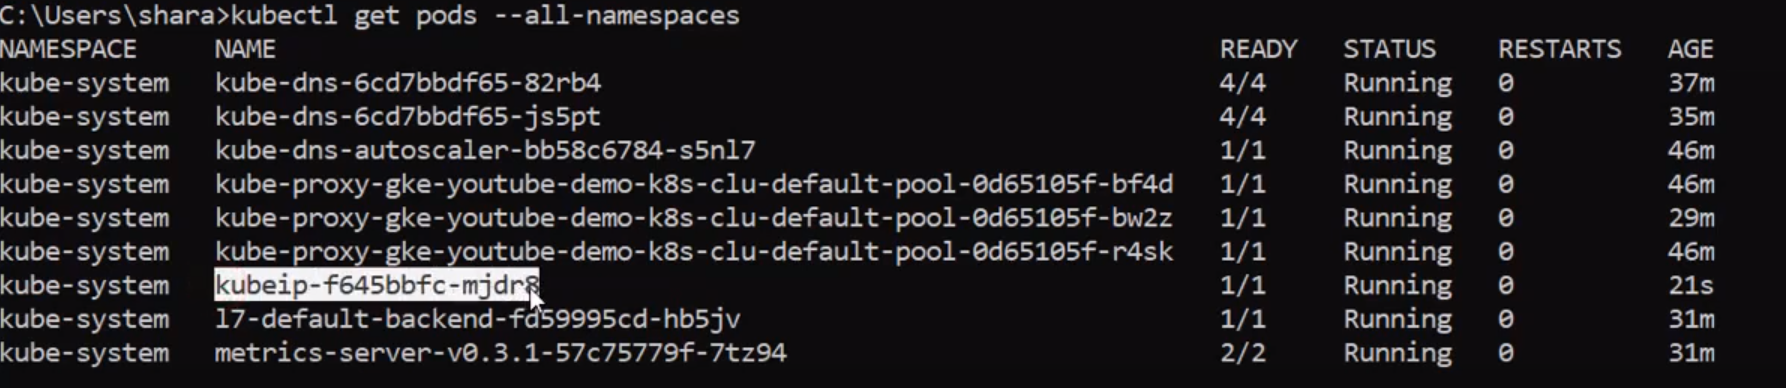 C:\Users\shara>kubectl get pods --all-namespaces
NAMESPACE NAME READY STATUS RESTARTS AGE
kube-system kube-dns-6cd7bbdf65-82rb4 4/4 Running 0 37m
kube-system kube-dns-6cd7bbdf65-js5pt 4/4 Running 0 35m
kube-system kube-dns-autoscaler-bb58c6784-s5nl7 1/1 Running 0 46m
kube-system kube-proxy-gke-youtube-demo-k8s-clu-default-pool-0d65105f-bf4d 1/1 Running 0 46m
kube-system kube-proxy-gke-youtube-demo-k8s-clu-default-pool-0d65105f-bw2z 1/1 Running 0 29m
kube-system kube-proxy-gke-youtube-demo-k8s-clu-default-pool-0d65105f-r4sk 1/1 Running 0 46m
kube-system kubeip-f645bbfc-mjdr8 1/1 Running 0 21s
kube-system l7-default-backend-fd59995cd-hb5jv 1/1 Running 0 31m
kube-system metrics-server-v0.3.1-57c75779f-7tz94 2/2 Running 0 31m